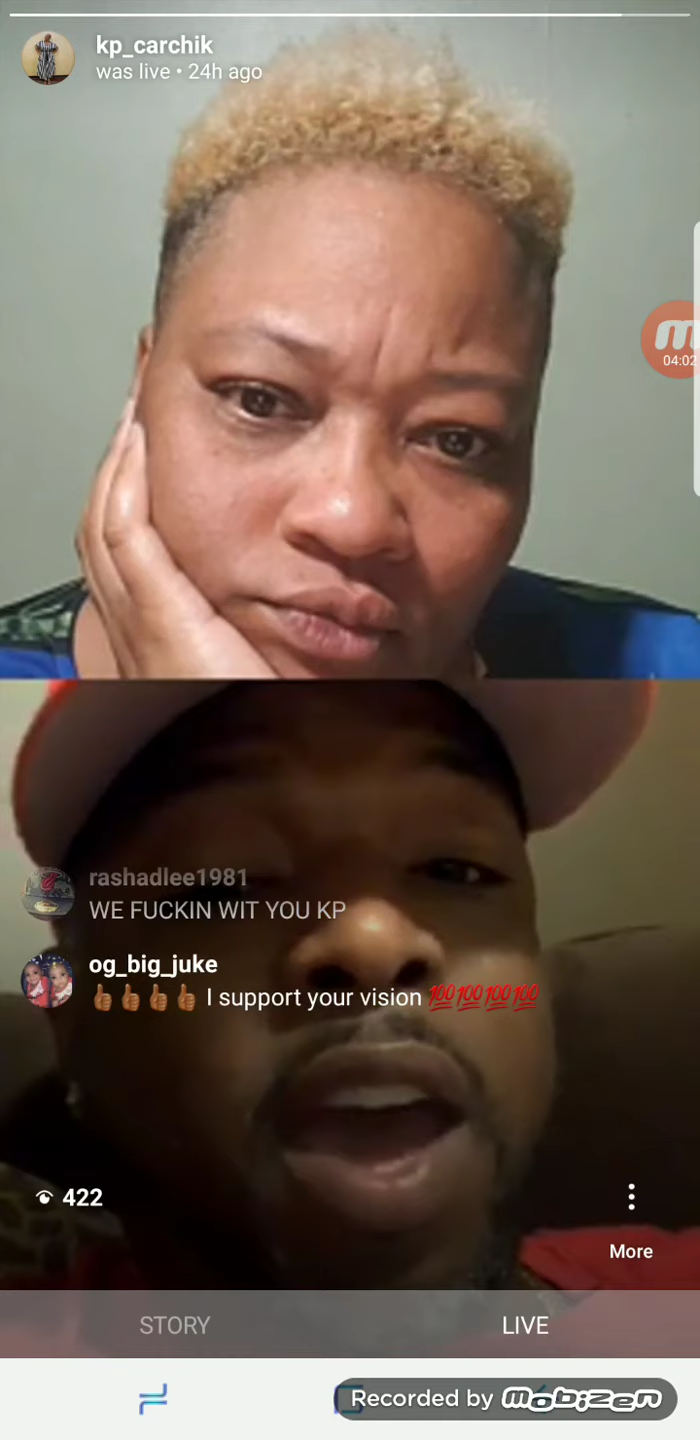 kp_carchik
was live • 24h ago
04:02
rashadlee1981
WE FUCKIN WIT YOU KP
og_big_juke
👍🏾👍🏾👍🏾👍🏾 I support your vision 💯💯💯💯
422
More
STORY
LIVE
Recorded by mobizen